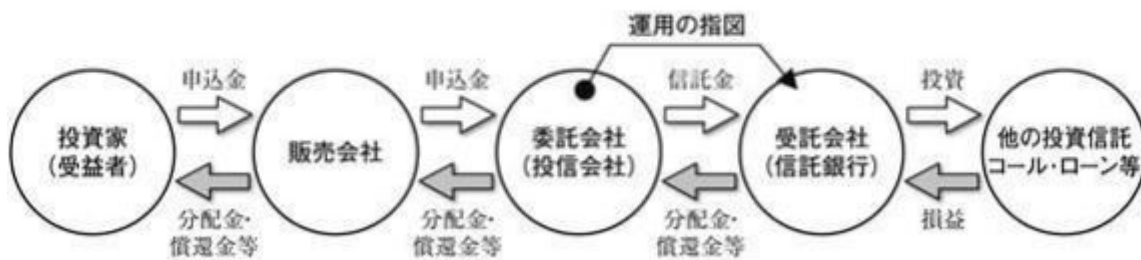 運用の指図
申込金
申込金
信託金
投資
投資家
(受益者)
販売会社
委託会社
(投信会社)
受託会社
(信託銀行)
他の投資信託
コール・ローン等
分配金・
償還金等
分配金・
償還金等
分配金・
償還金等
損益